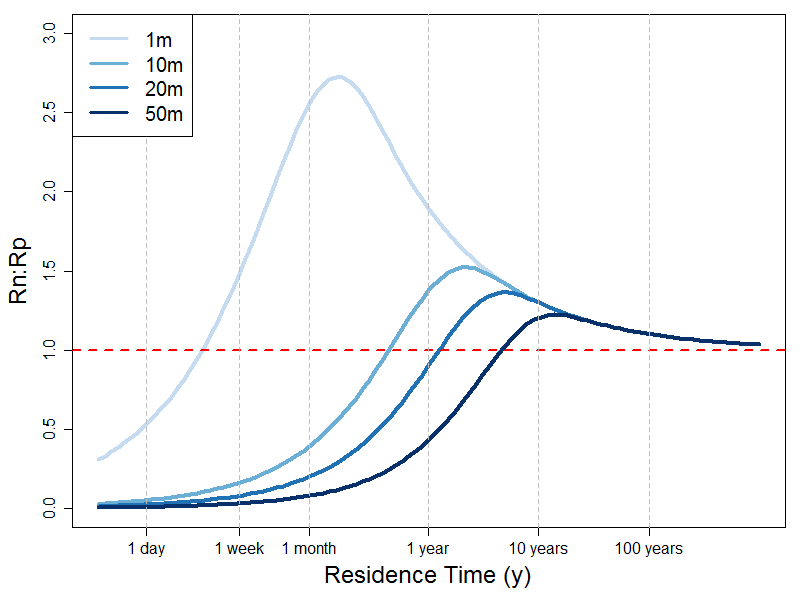 1m
10m
20m
50m
Rn:Rp
3.0
2.5
2.0
1.5
1.0
0.5
0.0
1 day 1 week 1 month 1 year 10 years 100 years
Residence Time (y)